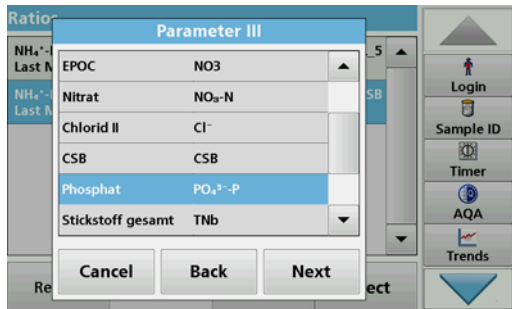 Ratios
Parameter III
NH₄⁺-
Last M
_5
EPOC NO3
Nitrat NO₃-N
NH₄⁺-
Last M
SB
Chlorid II Cl⁻
CSB CSB
Phosphat PO₄³⁻-P
Stickstoff gesamt TNb
Cancel Back Next
Re
ect
Login
Sample ID
Timer
AQA
Trends